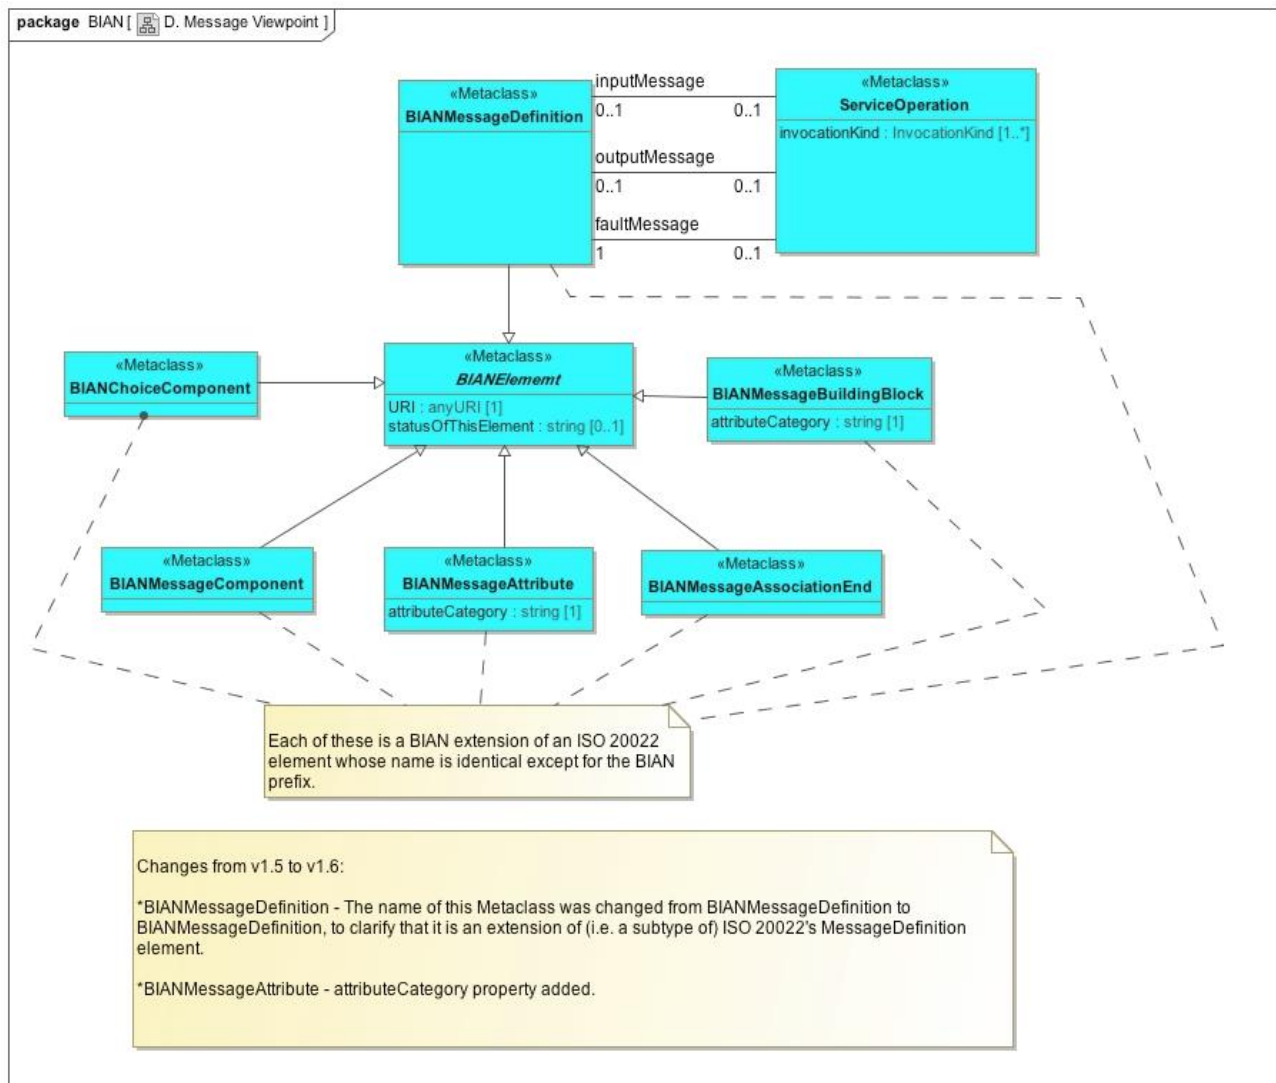 package BIAN [ D. Message Viewpoint ]
«Metaclass»
BIANMessageDefinition
inputMessage
0..1 0..1
outputMessage
0..1 0..1
faultMessage
1 0..1
«Metaclass»
ServiceOperation
invocationKind : InvocationKind [1..*]
«Metaclass»
BIANChoiceComponent
«Metaclass»
BIANElememt
URI : anyURI [1]
statusOfThisElement : string [0..1]
«Metaclass»
BIANMessageBuildingBlock
attributeCategory : string [1]
«Metaclass»
BIANMessageComponent
«Metaclass»
BIANMessageAttribute
attributeCategory : string [1]
«Metaclass»
BIANMessageAssociationEnd
Each of these is a BIAN extension of an ISO 20022
element whose name is identical except for the BIAN
prefix.
Changes from v1.5 to v1.6:
*BIANMessageDefinition - The name of this Metaclass was changed from BIANMessageDefinition to
BIANMessageDefinition, to clarify that it is an extension of (i.e. a subtype of) ISO 20022's MessageDefinition
element.
*BIANMessageAttribute - attributeCategory property added.